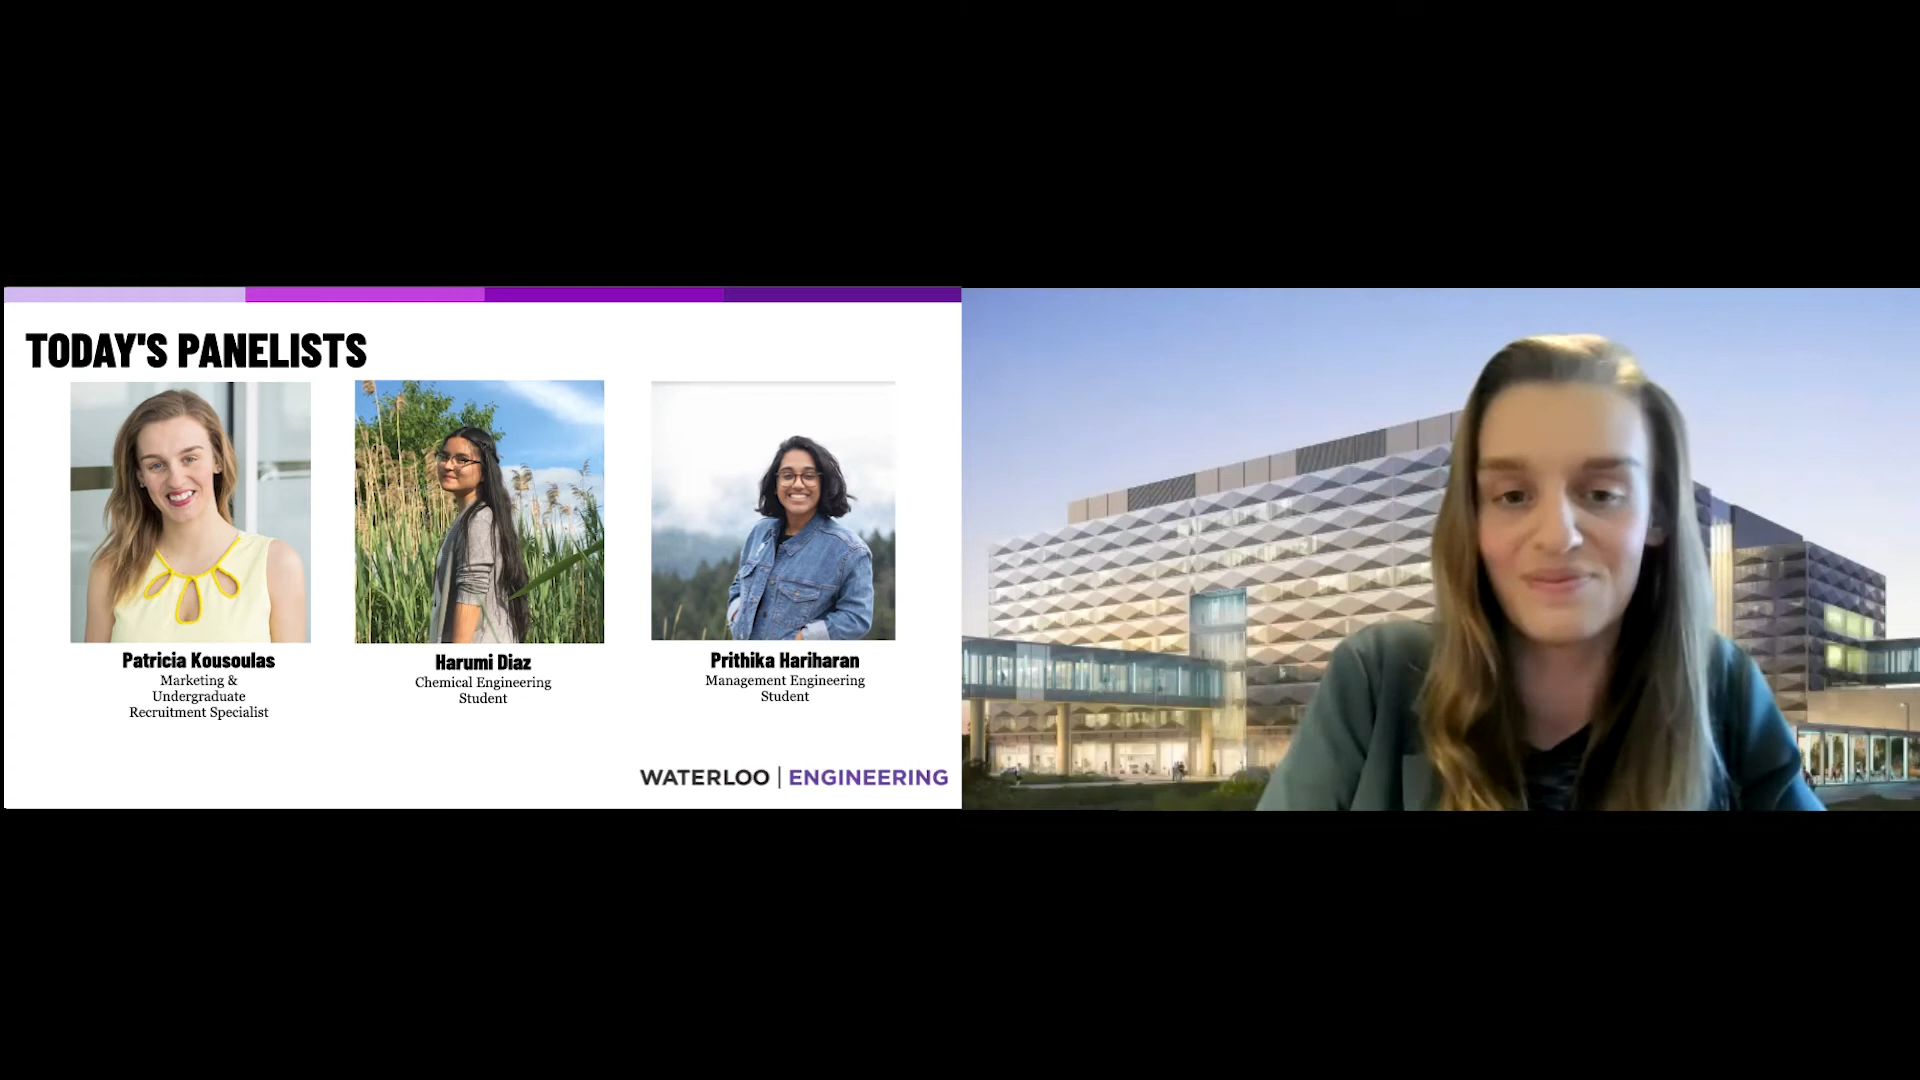 TODAY'S PANELISTS
Patricia Kousoulas
Marketing &
Undergraduate
Recruitment Specialist
Harumi Diaz
Chemical Engineering
Student
Prithika Hariharan
Management Engineering
Student
WATERLOO | ENGINEERING